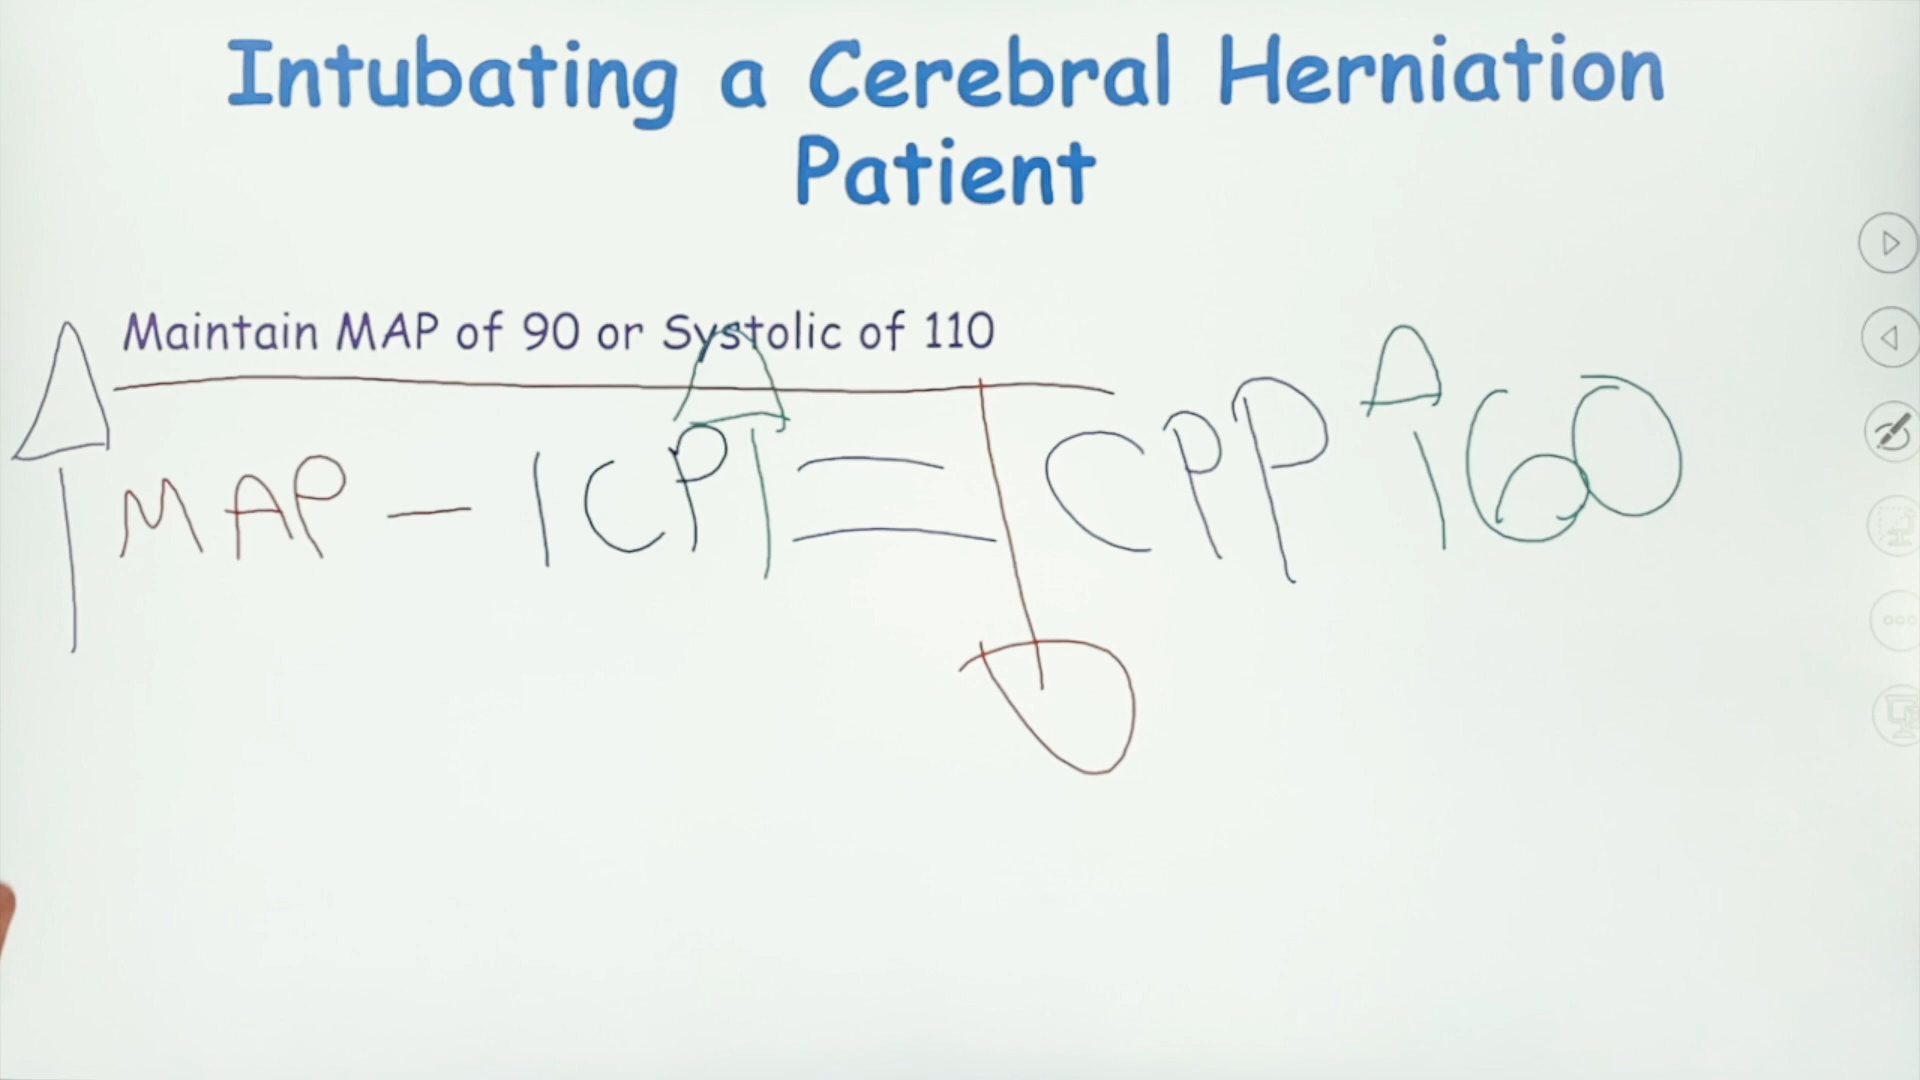 Intubating a Cerebral Herniation
Patient
Maintain MAP of 90 or Systolic of 110
MAP - ICP = CPP 60